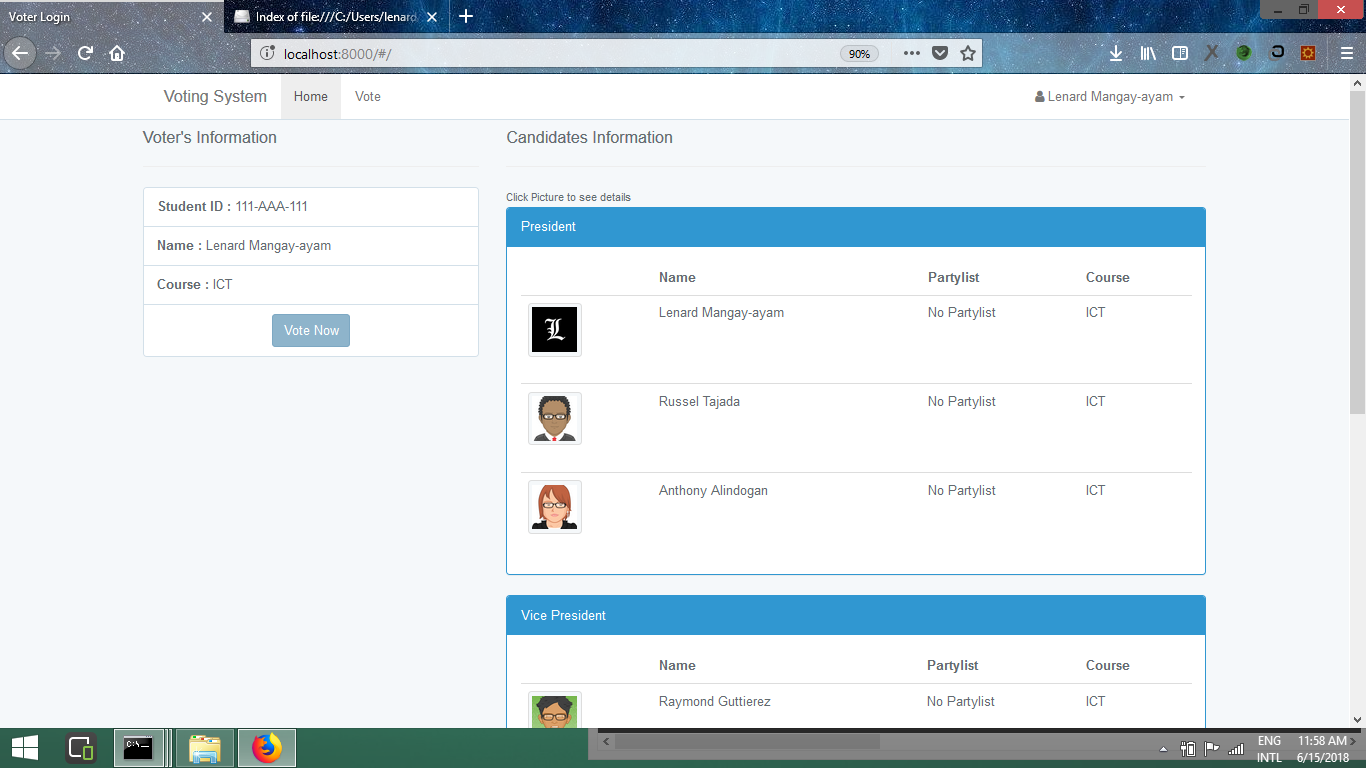 Voter Login
Index of file:///C:/Users/lenard
localhost:8000/#/
90%
Voting System
Home
Vote
Lenard Mangay-ayam
Voter's Information
Student ID : 111-AAA-111
Name : Lenard Mangay-ayam
Course : ICT
Vote Now
Candidates Information
Click Picture to see details
President
Name Partylist Course
L
Lenard Mangay-ayam No Partylist ICT
Russel Tajada No Partylist ICT
Anthony Alindogan No Partylist ICT
Vice President
Name Partylist Course
Raymond Guttierez No Partylist ICT
C:\
ENG 11:58 AM
INTL 6/15/2018